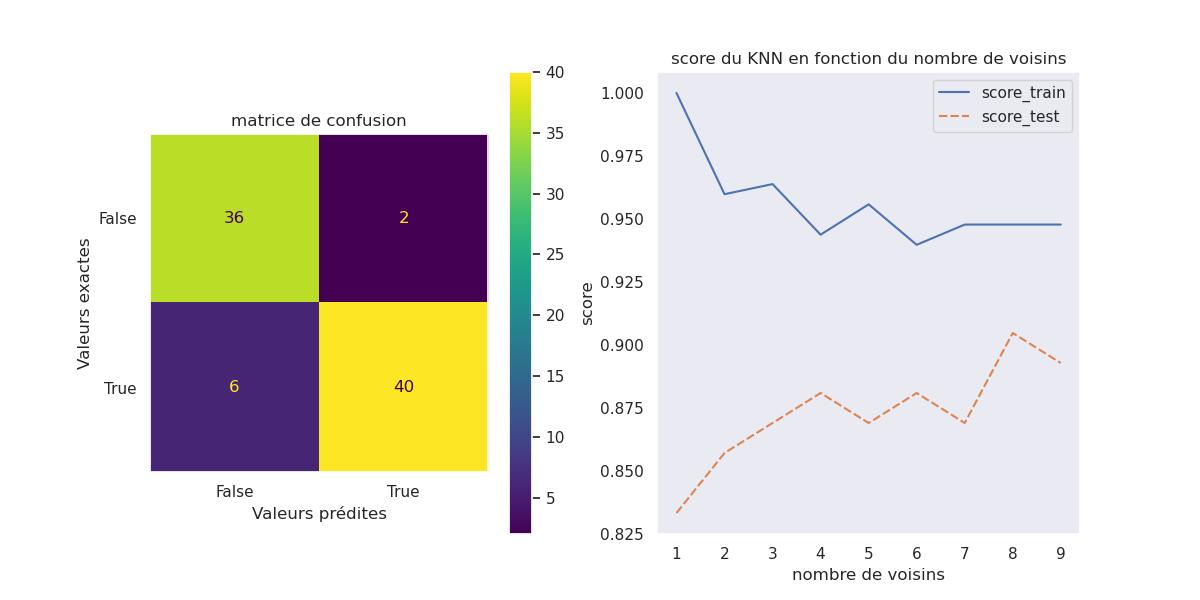 matrice de confusion
Valeurs exactes
False
True
36
2
6
40
False
True
Valeurs prédites
40
35
30
25
20
15
10
5
score du KNN en fonction du nombre de voisins
score
1.000
0.975
0.950
0.925
0.900
0.875
0.850
0.825
score_train
score_test
1 2 3 4 5 6 7 8 9
nombre de voisins